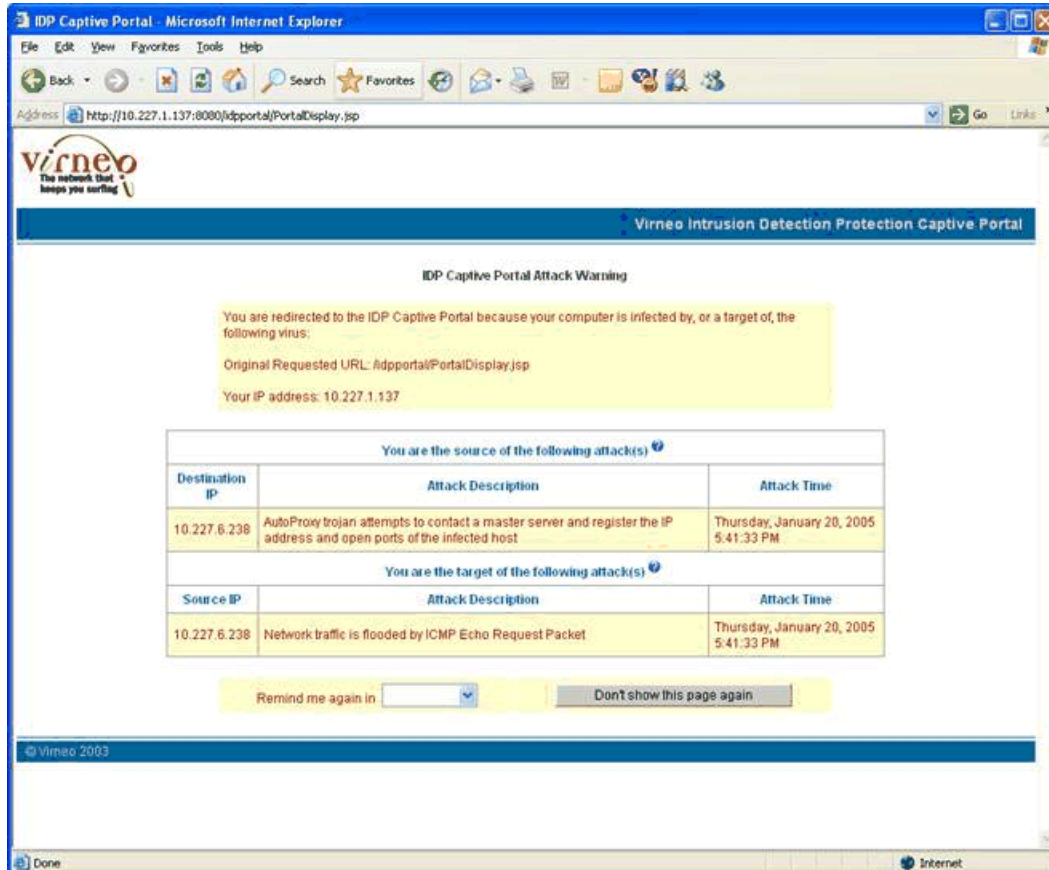 IDP Captive Portal - Microsoft Internet Explorer
File Edit View Favorites Tools Help
Back Search Favorites
Address http://10.227.1.137:8080/idpportal/PortalDisplay.jsp Go Links
virneo
The network that
keeps you surfing
Virneo Intrusion Detection Protection Captive Portal
IDP Captive Portal Attack Warning
You are redirected to the IDP Captive Portal because your computer is infected by, or a target of, the
following virus:
Original Requested URL: /idpportal/PortalDisplay.jsp
Your IP address: 10.227.1.137
You are the source of the following attack(s) ?
Destination
IP
Attack Description
Attack Time
10.227.6.238
AutoProxy trojan attempts to contact a master server and register the IP
address and open ports of the infected host
Thursday, January 20, 2005
5:41:33 PM
You are the target of the following attack(s) ?
Source IP
Attack Description
Attack Time
10.227.6.238
Network traffic is flooded by ICMP Echo Request Packet
Thursday, January 20, 2005
5:41:33 PM
Remind me again in
Don't show this page again
© Virneo 2003
Done
Internet